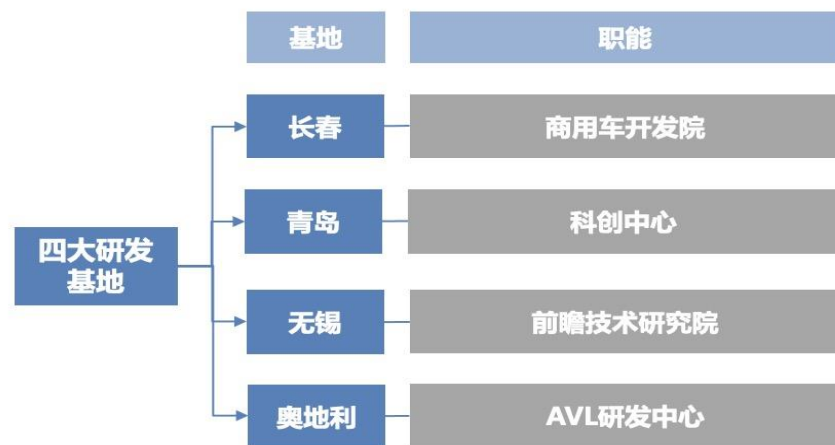 基地 职能
长春 商用车开发院
青岛 科创中心
四大研发
基地
无锡 前瞻技术研究院
奥地利 AVL研发中心